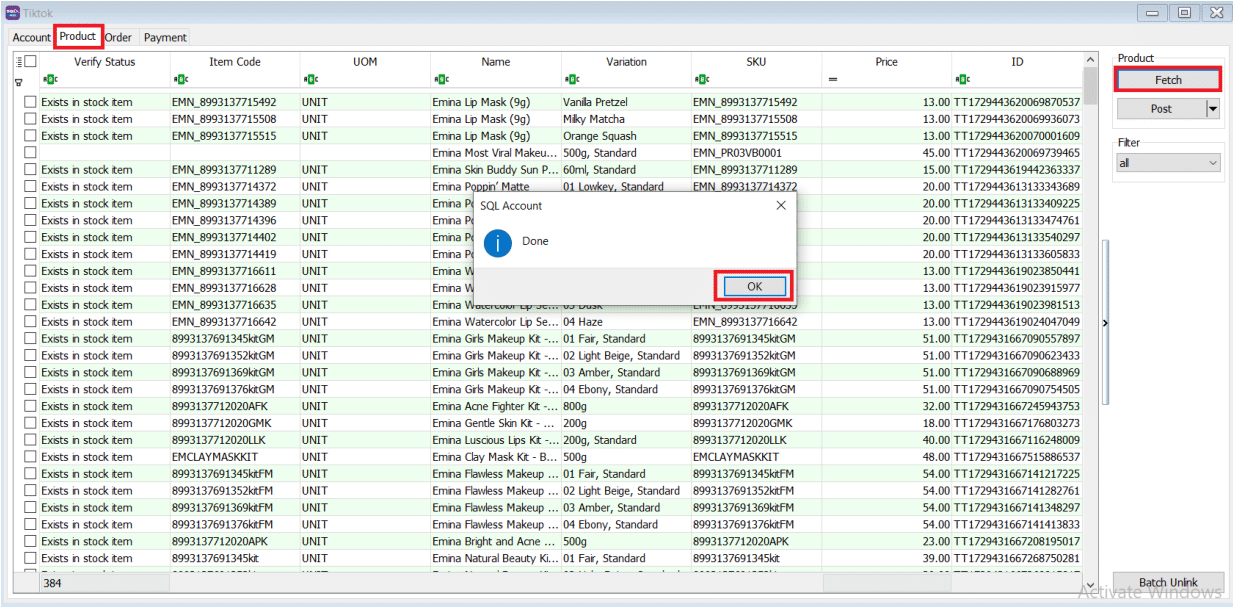 Tiktok
Account Product Order Payment
Verify Status Item Code UOM Name Variation SKU Price ID
Exists in stock item EMN_8993137715492 UNIT Emina Lip Mask (9g) Vanilla Pretzel EMN_8993137715492 13.00 TT1729443620069870537
Exists in stock item EMN_8993137715508 UNIT Emina Lip Mask (9g) Milky Matcha EMN_8993137715508 13.00 TT1729443620069936073
Exists in stock item EMN_8993137715515 UNIT Emina Lip Mask (9g) Orange Squash EMN_8993137715515 13.00 TT1729443620070001609
Emina Most Viral Makeu... 500g, Standard EMN_PR03VB0001 45.00 TT1729443620069739465
Exists in stock item EMN_8993137711289 UNIT Emina Skin Buddy Sun P... 60ml, Standard EMN_8993137711289 15.00 TT1729443619442363337
Exists in stock item EMN_8993137714372 UNIT Emina Poppin' Matte 01 Lowkey, Standard EMN_8993137714372 20.00 TT1729443613133343689
Exists in stock item EMN_8993137714389 UNIT Emina 20.00 TT1729443613133409225
Exists in stock item EMN_8993137714396 UNIT Emina 20.00 TT1729443613133474761
Exists in stock item EMN_8993137714402 UNIT Emina 20.00 TT1729443613133540297
Exists in stock item EMN_8993137714419 UNIT Emina 20.00 TT1729443613133605833
Exists in stock item EMN_8993137716611 UNIT Emina 13.00 TT1729443619023850441
Exists in stock item EMN_8993137716628 UNIT Emina 13.00 TT1729443619023915977
Exists in stock item EMN_8993137716635 UNIT Emina Watercolor Lip Se... 03 Dusk EMN_8993137716635 13.00 TT1729443619023981513
Exists in stock item EMN_8993137716642 UNIT Emina Watercolor Lip Se... 04 Haze EMN_8993137716642 13.00 TT1729443619024047049
Exists in stock item 8993137691345kitGM UNIT Emina Girls Makeup Kit -... 01 Fair, Standard 8993137691345kitGM 51.00 TT1729431667090557897
Exists in stock item 8993137691352kitGM UNIT Emina Girls Makeup Kit -... 02 Light Beige, Standard 8993137691352kitGM 51.00 TT1729431667090623433
Exists in stock item 8993137691369kitGM UNIT Emina Girls Makeup Kit -... 03 Amber, Standard 8993137691369kitGM 51.00 TT1729431667090688969
Exists in stock item 8993137691376kitGM UNIT Emina Girls Makeup Kit -... 04 Ebony, Standard 8993137691376kitGM 51.00 TT1729431667090754505
Exists in stock item 8993137712020AFK UNIT Emina Acne Fighter Kit -... 800g 8993137712020AFK 32.00 TT1729431667245943753
Exists in stock item 8993137712020GMK UNIT Emina Gentle Skin Kit - ... 200g 8993137712020GMK 18.00 TT1729431667176803273
Exists in stock item 8993137712020LLK UNIT Emina Luscious Lips Kit -... 200g, Standard 8993137712020LLK 40.00 TT1729431667116248009
Exists in stock item EMCLAYMASKKIT UNIT Emina Clay Mask Kit - B... 500g EMCLAYMASKKIT 48.00 TT1729431667515886537
Exists in stock item 8993137691345kitFM UNIT Emina Flawless Makeup ... 01 Fair, Standard 8993137691345kitFM 54.00 TT1729431667141217225
Exists in stock item 8993137691352kitFM UNIT Emina Flawless Makeup ... 02 Light Beige, Standard 8993137691352kitFM 54.00 TT1729431667141282761
Exists in stock item 8993137691369kitFM UNIT Emina Flawless Makeup ... 03 Amber, Standard 8993137691369kitFM 54.00 TT1729431667141348297
Exists in stock item 8993137691376kitFM UNIT Emina Flawless Makeup ... 04 Ebony, Standard 8993137691376kitFM 54.00 TT1729431667141413833
Exists in stock item 8993137712020APK UNIT Emina Bright and Acne ... 500g 8993137712020APK 23.00 TT1729431667208195017
Exists in stock item 8993137691345kit UNIT Emina Natural Beauty Ki... 01 Fair, Standard 8993137691345kit 39.00 TT1729431667268750281
384
SQL Account
Done
OK
Product
Fetch
Post
Filter
all
Batch Unlink
Activate Windows